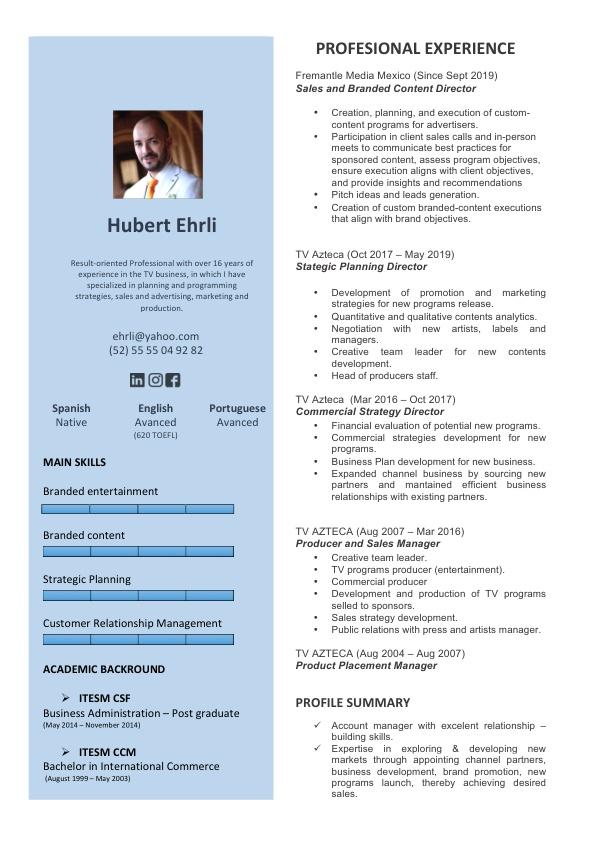 Hubert Ehrli
Result-oriented Professional with over 16 years of
experience in the TV business, in which I have
specialized in planning and programming
strategies, sales and advertising, marketing and
production.
ehrli@yahoo.com
(52) 55 55 04 92 82
Spanish English Portuguese
Native Avanced Avanced
(620 TOEFL)
MAIN SKILLS
Branded entertainment
Branded content
Strategic Planning
Customer Relationship Management
ACADEMIC BACKROUND
➢ ITESM CSF
Business Administration – Post graduate
(May 2014 – November 2014)
➢ ITESM CCM
Bachelor in International Commerce
(August 1999 – May 2003)
PROFESIONAL EXPERIENCE
Fremantle Media Mexico (Since Sept 2019)
Sales and Branded Content Director
• Creation, planning, and execution of custom-
content programs for advertisers.
• Participation in client sales calls and in-person
meets to communicate best practices for
sponsored content, assess program objectives,
ensure execution aligns with client objectives,
and provide insights and recommendations
• Pitch ideas and leads generation.
• Creation of custom branded-content executions
that align with brand objectives.
TV Azteca (Oct 2017 – May 2019)
Stategic Planning Director
• Development of promotion and marketing
strategies for new programs release.
• Quantitative and qualitative contents analytics.
• Negotiation with new artists, labels and
managers.
• Creative team leader for new contents
development.
• Head of producers staff.
TV Azteca (Mar 2016 – Oct 2017)
Commercial Strategy Director
• Financial evaluation of potential new programs.
• Commercial strategies development for new
programs.
• Business Plan development for new business.
• Expanded channel business by sourcing new
partners and mantained efficient business
relationships with existing partners.
TV AZTECA (Aug 2007 – Mar 2016)
Producer and Sales Manager
• Creative team leader.
• TV programs producer (entertainment).
• Commercial producer
• Development and production of TV programs
selled to sponsors.
• Sales strategy development.
• Public relations with press and artists manager.
TV AZTECA (Aug 2004 – Aug 2007)
Product Placement Manager
PROFILE SUMMARY
✓ Account manager with excelent relationship –
building skills.
✓ Expertise in exploring & developing new
markets through appointing channel partners,
business development, brand promotion, new
programs launch, thereby achieving desired
sales.